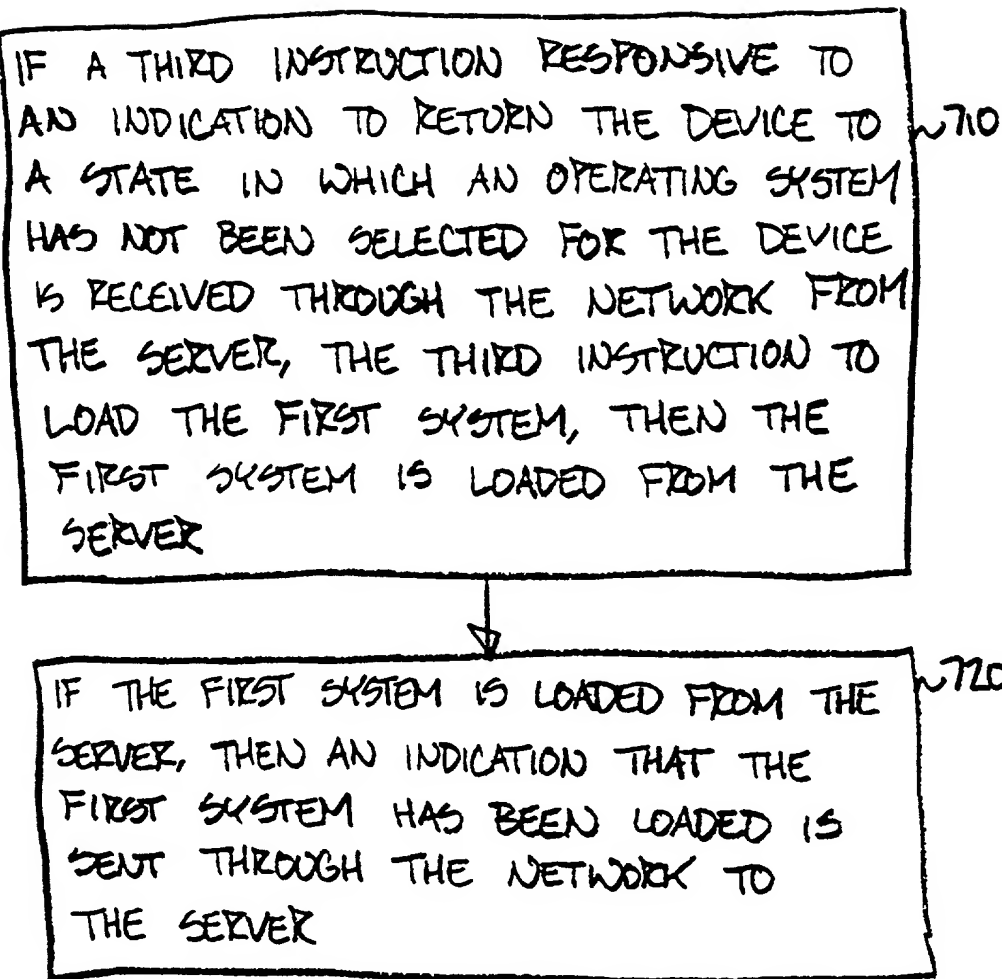 IF A THIRD INSTRUCTION RESPONSIVE TO
AN INDICATION TO RETURN THE DEVICE TO
A STATE IN WHICH AN OPERATING SYSTEM
HAS NOT BEEN SELECTED FOR THE DEVICE
IS RECEIVED THROUGH THE NETWORK FROM
THE SERVER, THE THIRD INSTRUCTION TO
LOAD THE FIRST SYSTEM, THEN THE
FIRST SYSTEM IS LOADED FROM THE
SERVER
710
IF THE FIRST SYSTEM IS LOADED FROM THE
SERVER, THEN AN INDICATION THAT THE
FIRST SYSTEM HAS BEEN LOADED IS
SENT THROUGH THE NETWORK TO
THE SERVER
720